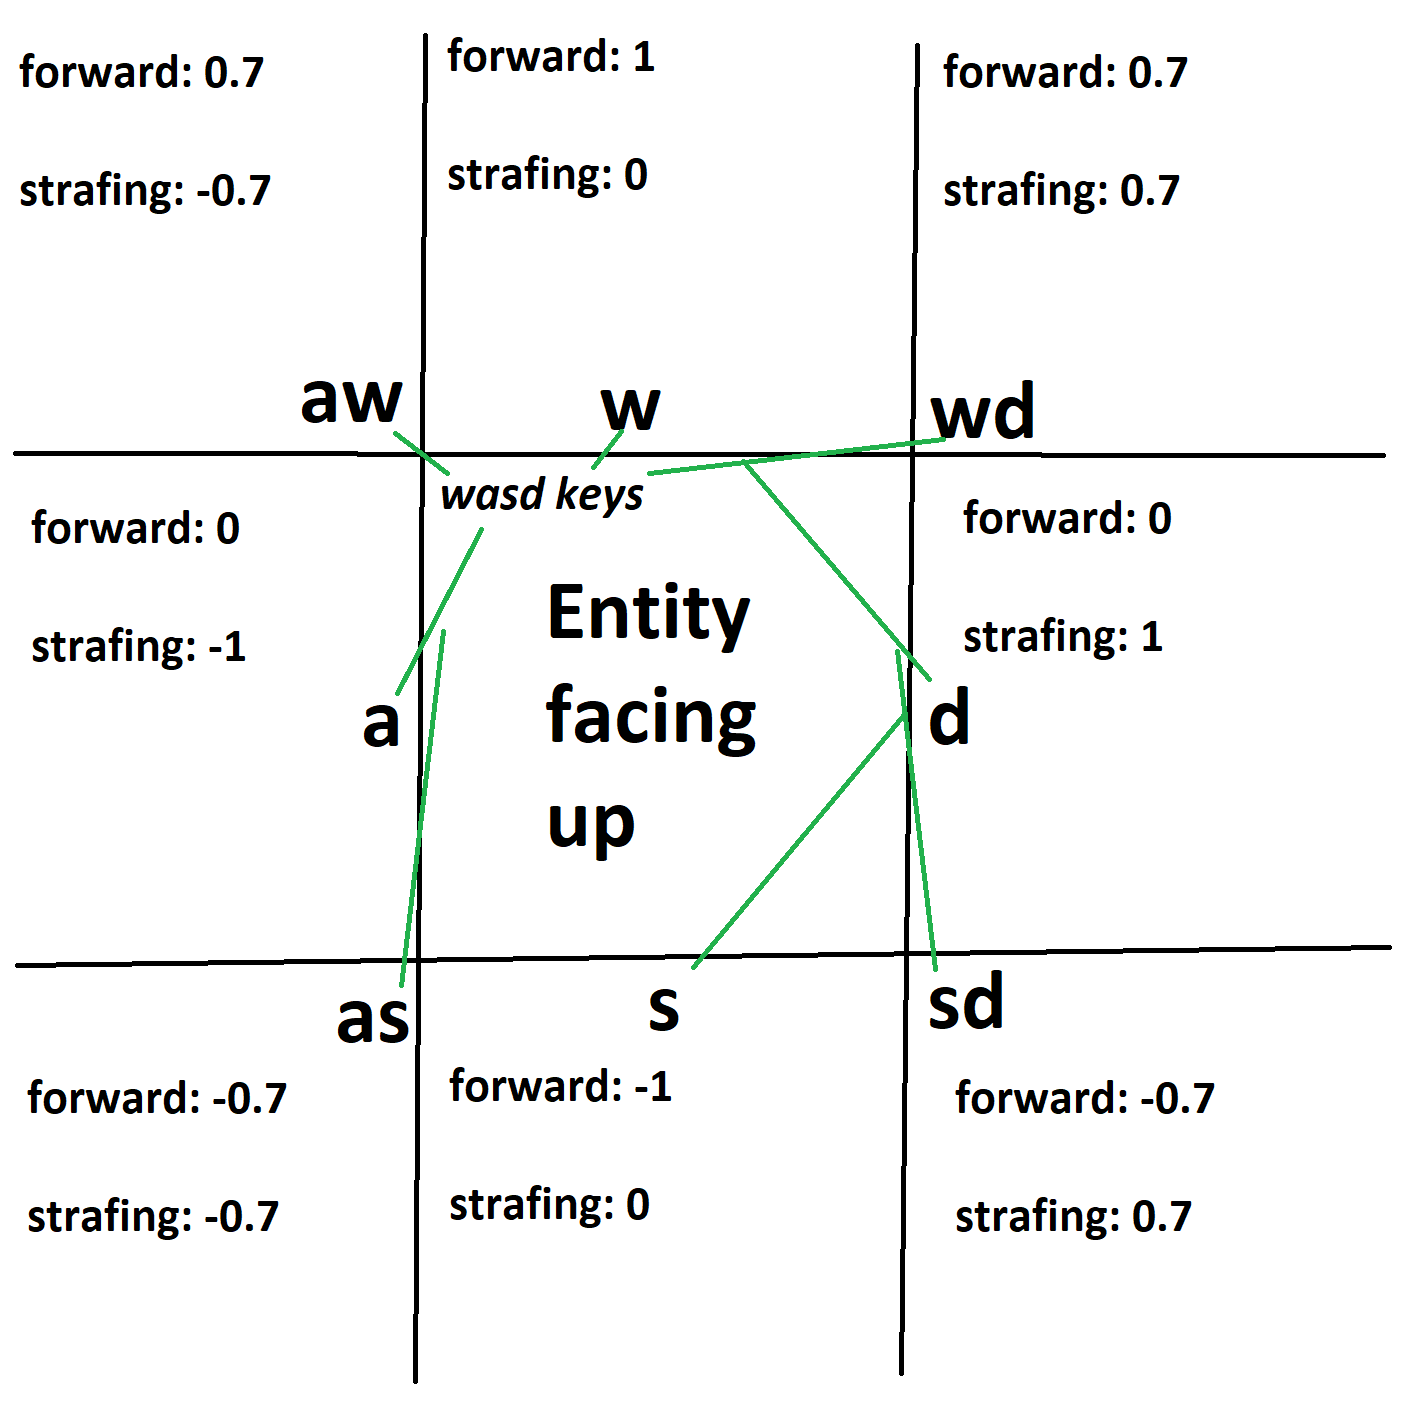 forward: 0.7
strafing: -0.7
forward: 1
strafing: 0
forward: 0.7
strafing: 0.7
aw
w
wd
wasd keys
forward: 0
strafing: -1
a
Entity
facing
up
forward: 0
strafing: 1
d
as
s
sd
forward: -0.7
strafing: -0.7
forward: -1
strafing: 0
forward: -0.7
strafing: 0.7